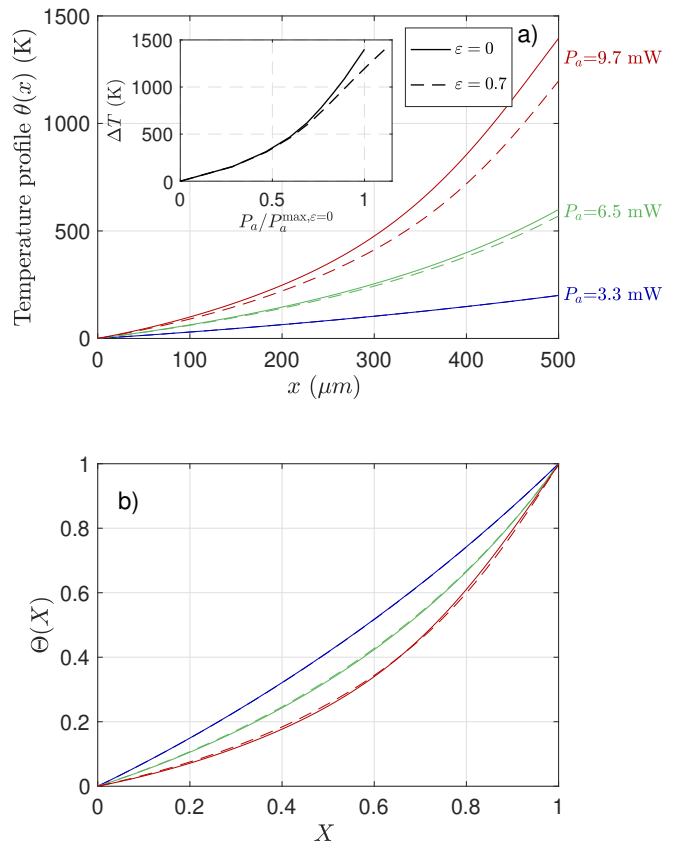 1500
1000
500
0
Temperature profile θ(x) (K)
0
100
200
300
400
500
x (μm)
a)
1500
1000
500
0
ΔT (K)
0
0.5
1
P_a/P_a^{max,ε=0}
ε = 0
ε = 0.7
P_a=9.7 mW
P_a=6.5 mW
P_a=3.3 mW
b)
1
0.8
0.6
0.4
0.2
0
Θ(X)
0
0.2
0.4
0.6
0.8
1
X